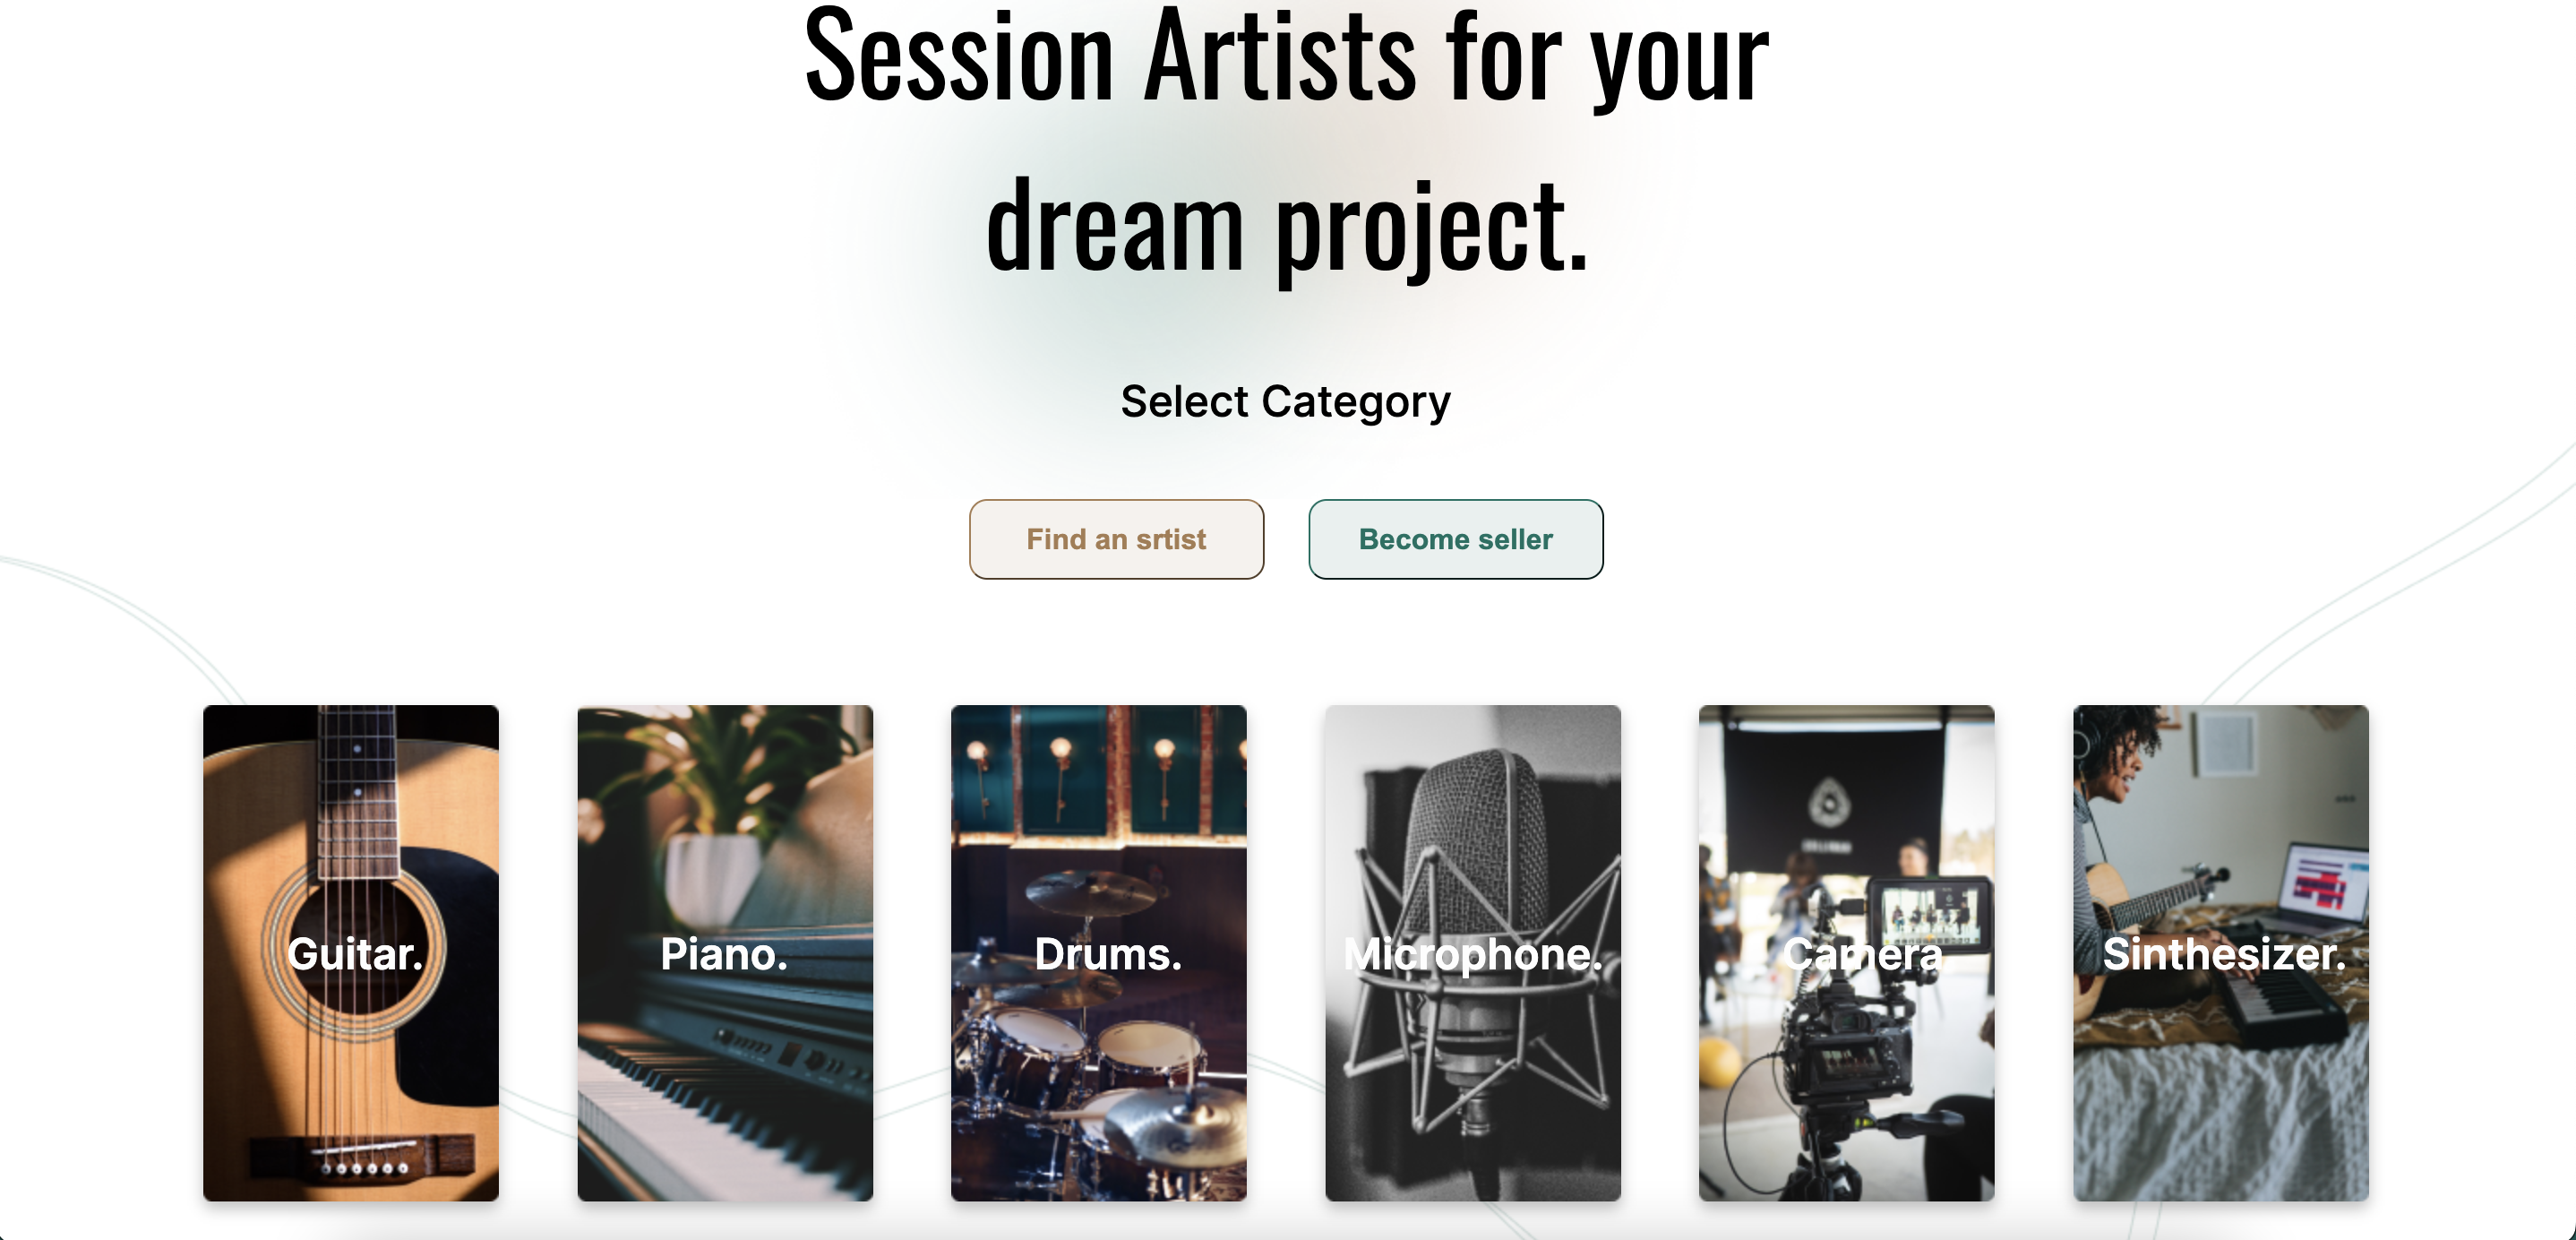 Session Artists for your
dream project.
Select Category
Find an srtist
Become seller
Guitar.
Piano.
Drums.
Microphone.
Camera.
Sinthesizer.